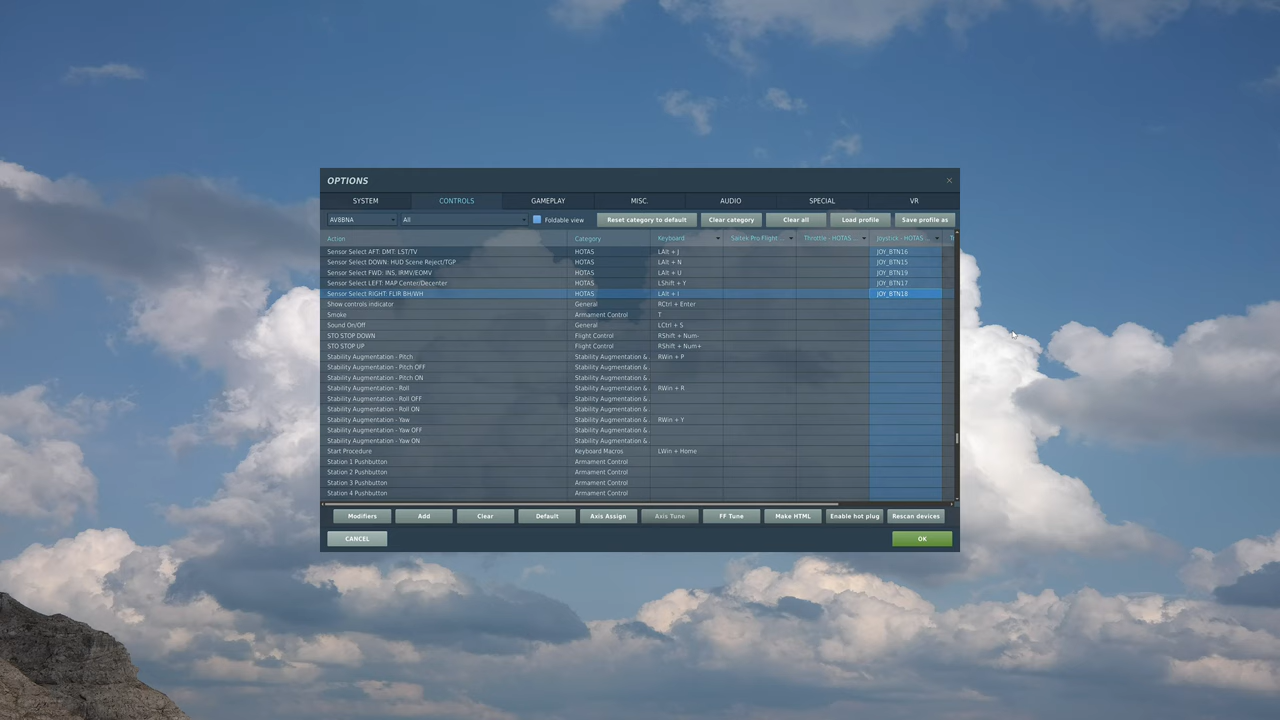 OPTIONS
SYSTEM CONTROLS GAMEPLAY MISC. AUDIO SPECIAL VR
AV8BNA All Foldable view Reset category to default Clear category Clear all Load profile Save profile as
Action Category Keyboard Saitek Pro Flight ... Throttle - HOTAS... Joystick - HOTAS ...
Sensor Select AFT: DMT: LST/TV HOTAS LAlt + J JOY_BTN16
Sensor Select DOWN: HUD Scene Reject/TGP HOTAS LAlt + N JOY_BTN15
Sensor Select FWD: INS, IRMV/EOMV HOTAS LAlt + U JOY_BTN19
Sensor Select LEFT: MAP Center/Decenter HOTAS LShift + Y JOY_BTN17
Sensor Select RIGHT: FLIR BH/WH HOTAS LAlt + I JOY_BTN18
Show controls indicator General RCtrl + Enter
Smoke Armament Control T
Sound On/Off General LCtrl + S
STO STOP DOWN Flight Control RShift + Num-
STO STOP UP Flight Control RShift + Num+
Stability Augmentation - Pitch Stability Augmentation &. RWin + P
Stability Augmentation - Pitch OFF Stability Augmentation &.
Stability Augmentation - Pitch ON Stability Augmentation &.
Stability Augmentation - Roll Stability Augmentation &. RWin + R
Stability Augmentation - Roll OFF Stability Augmentation &.
Stability Augmentation - Roll ON Stability Augmentation &.
Stability Augmentation - Yaw Stability Augmentation &. RWin + Y
Stability Augmentation - Yaw OFF Stability Augmentation &.
Stability Augmentation - Yaw ON Stability Augmentation &.
Start Procedure Keyboard Macros LWin + Home
Station 1 Pushbutton Armament Control
Station 2 Pushbutton Armament Control
Station 3 Pushbutton Armament Control
Station 4 Pushbutton Armament Control
Modifiers Add Clear Default Axis Assign Axis Tune FF Tune Make HTML Enable hot plug Rescan devices
CANCEL OK